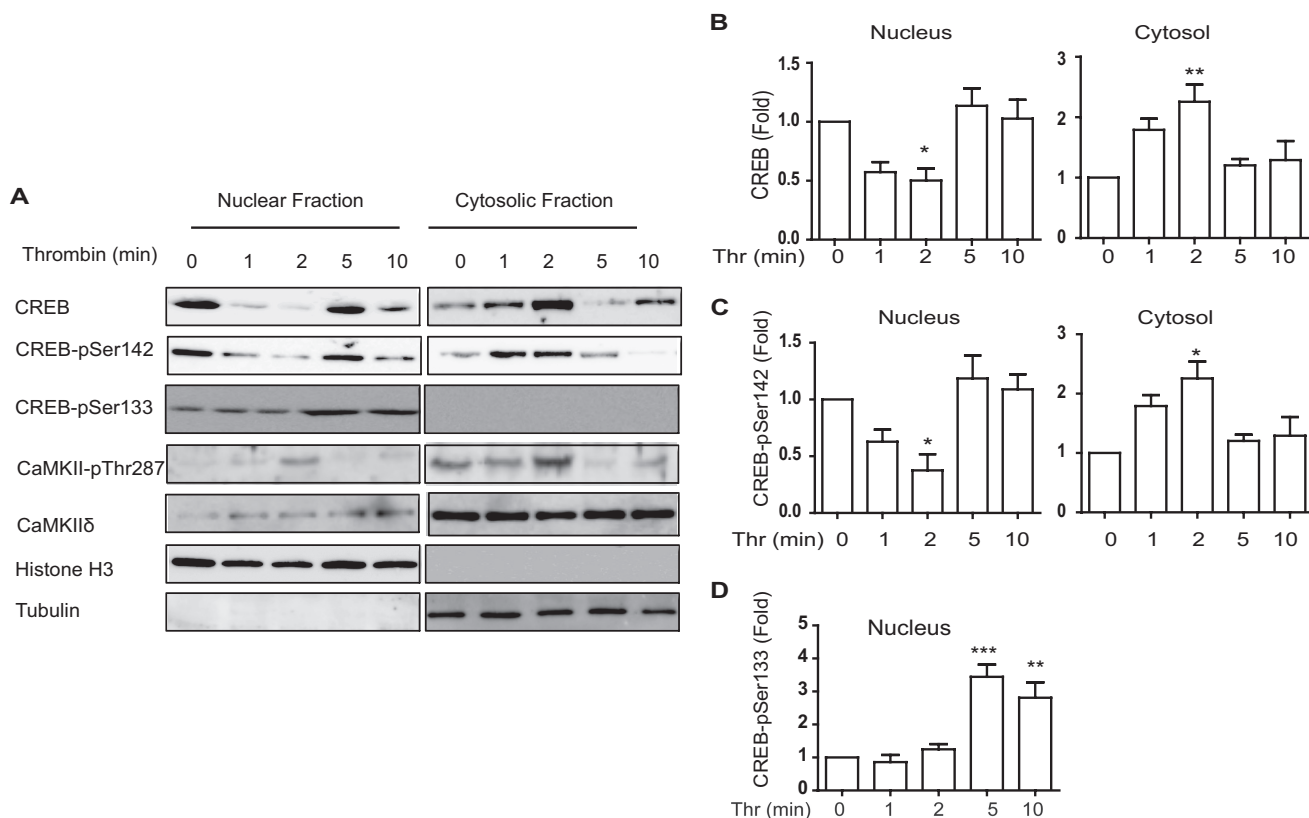 A
Nuclear Fraction
Cytosolic Fraction
Thrombin (min)
0 1 2 5 10
0 1 2 5 10
CREB
CREB-pSer142
CREB-pSer133
CaMKII-pThr287
CaMKIIδ
Histone H3
Tubulin
B
Nucleus
CREB (Fold)
1.5
1.0
0.5
0.0
*
Thr (min) 0 1 2 5 10
Cytosol
3
2
1
0
**
0 1 2 5 10
C
Nucleus
CREB-pSer142 (Fold)
1.5
1.0
0.5
0.0
*
Thr (min) 0 1 2 5 10
Cytosol
3
2
1
0
*
0 1 2 5 10
D
Nucleus
CREB-pSer133 (Fold)
5
4
3
2
1
0
***
**
Thr (min) 0 1 2 5 10